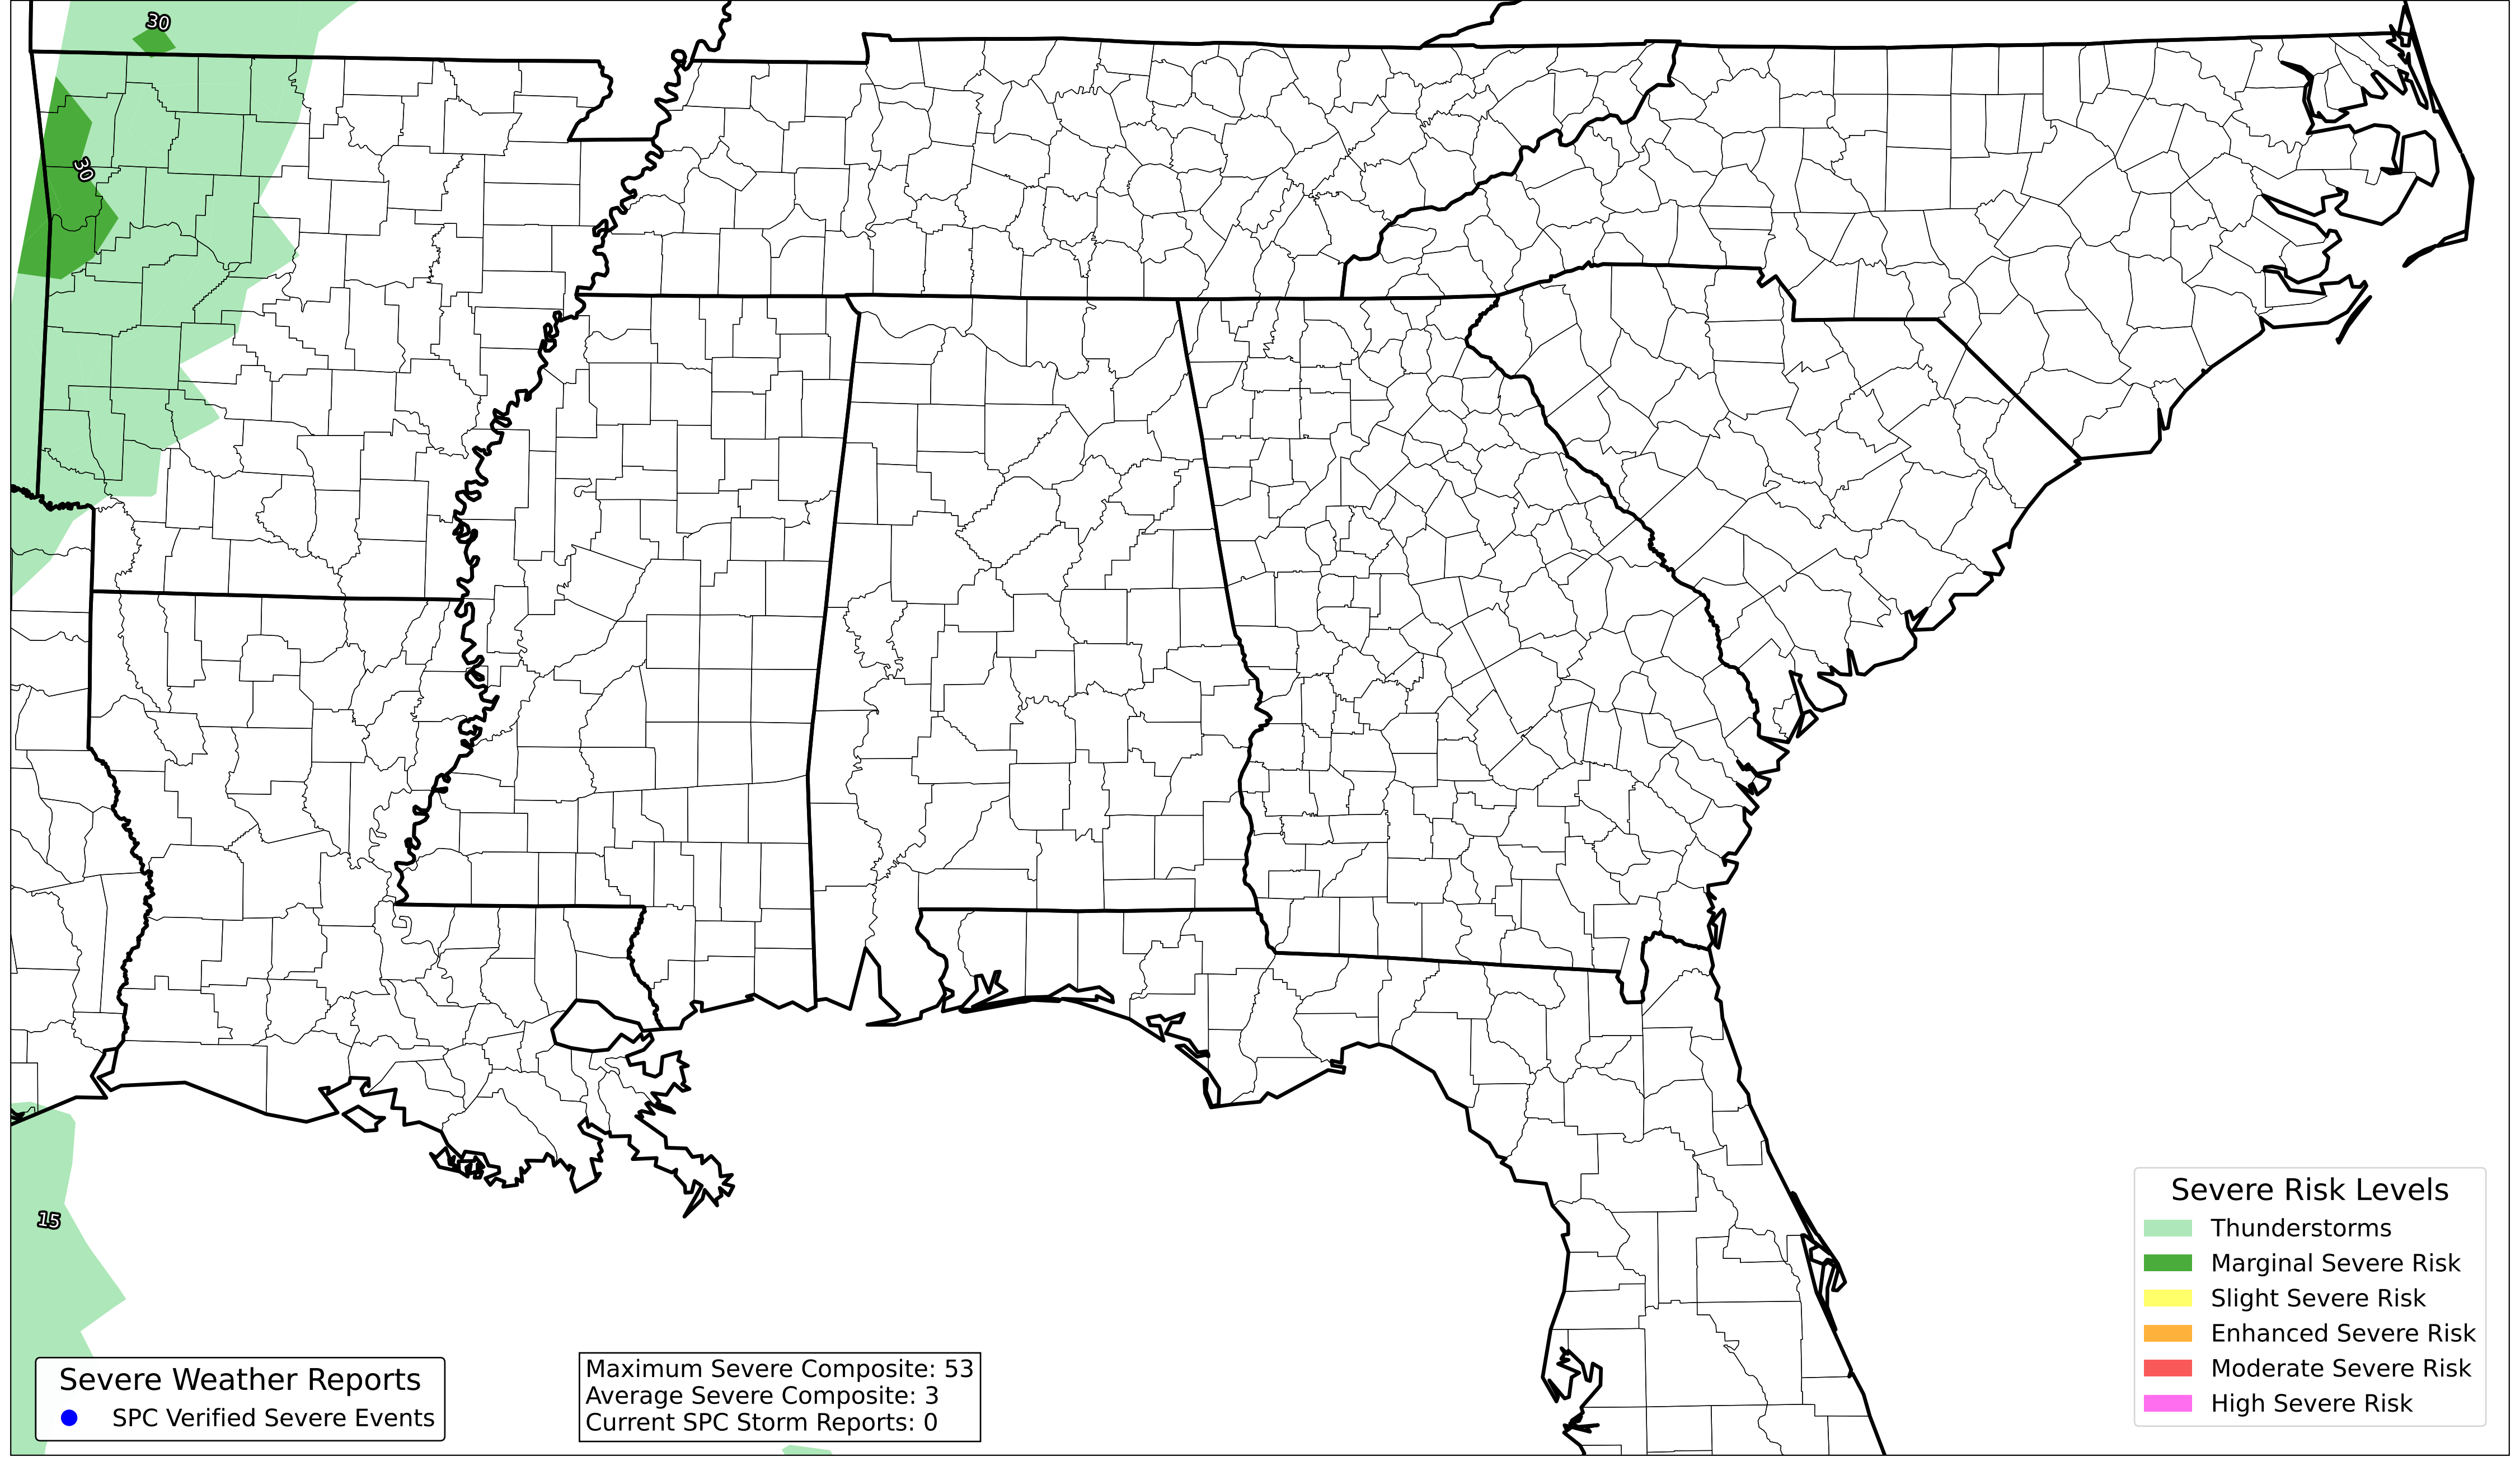 30
30
15
Severe Weather Reports
SPC Verified Severe Events
Maximum Severe Composite: 53
Average Severe Composite: 3
Current SPC Storm Reports: 0
Severe Risk Levels
Thunderstorms
Marginal Severe Risk
Slight Severe Risk
Enhanced Severe Risk
Moderate Severe Risk
High Severe Risk